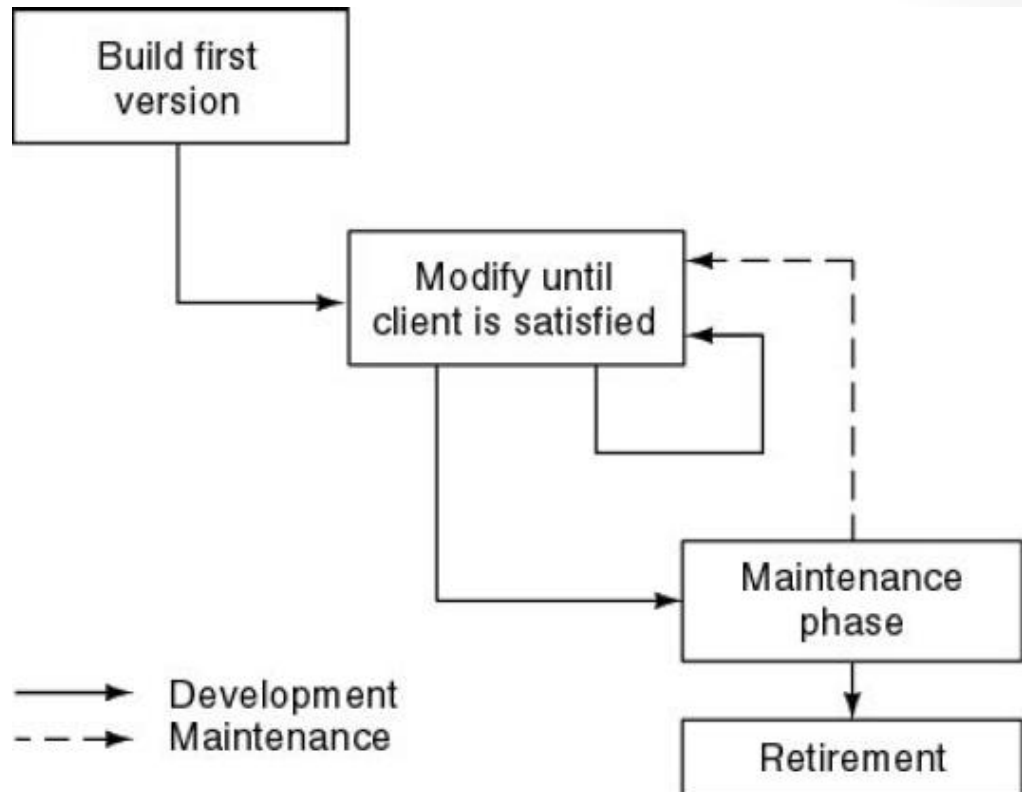 Build first
version
Modify until
client is satisfied
Maintenance
phase
Development
Maintenance
Retirement